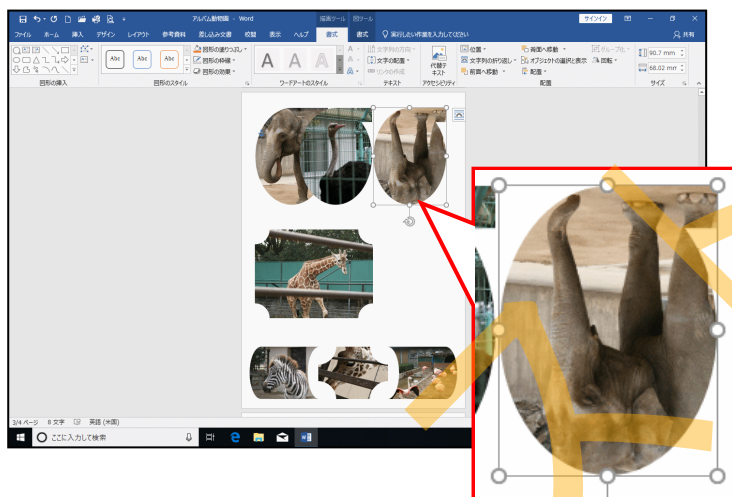 アルバム動物園 - Word
描画ツール 図ツール
サインイン
ファイル ホーム 挿入 デザイン レイアウト 参考資料 差し込み文書 校閲 表示 ヘルプ 書式 書式 実行したい作業を入力してください 共有
Abc Abc Abc
図形の塗りつぶし
図形の枠線
図形の効果
A A A
A
A
A
文字列の方向
文字の配置
リンクの作成
代替テキスト
位置
文字列の折り返し
前面へ移動
背面へ移動
オブジェクトの選択と表示
配置
グループ化
回転
90.7 mm
68.02 mm
図形の挿入 図形のスタイル ワードアートのスタイル テキスト アクセシビリティ 配置 サイズ
3/4 ページ 8 文字 英語 (米国)
ここに入力して検索